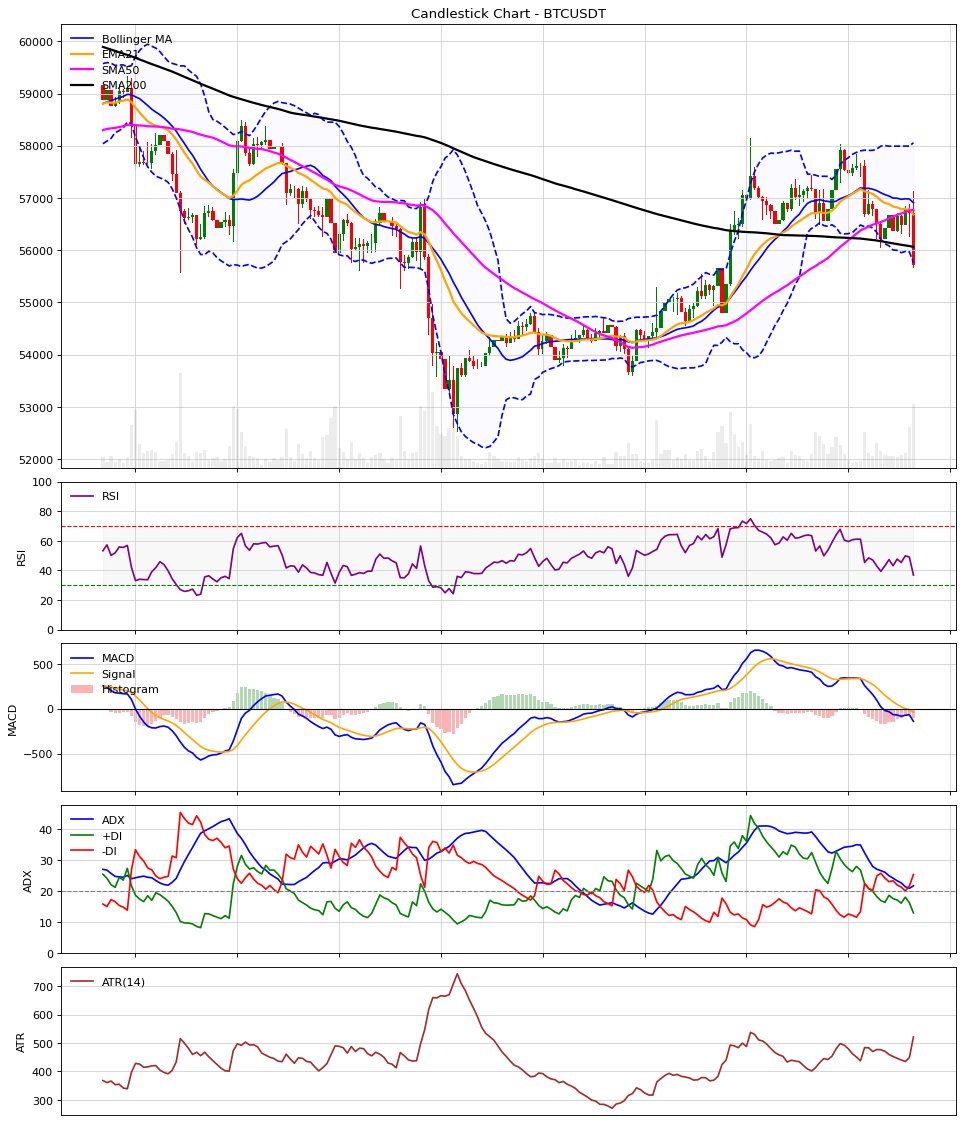 Candlestick Chart - BTCUSDT
60000
59000
58000
57000
56000
55000
54000
53000
52000
Bollinger MA
EMA21
SMA50
SMA200
100
80
60
40
20
0
RSI
RSI
500
0
−500
MACD
MACD
Signal
Histogram
40
30
20
10
0
ADX
ADX
+DI
-DI
700
600
500
400
300
ATR
ATR(14)